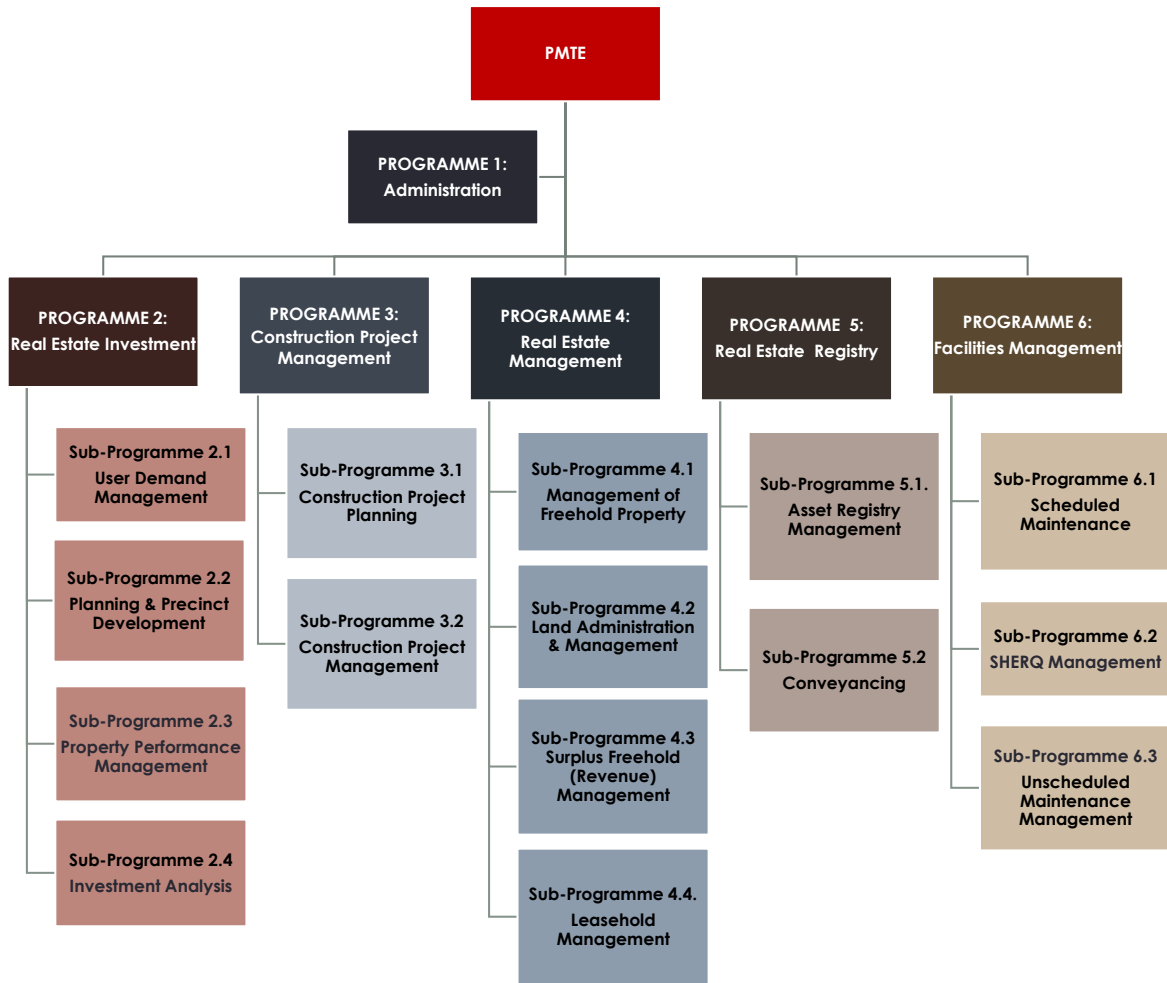 PMTE
PROGRAMME 1:
Administration
PROGRAMME 2:
Real Estate Investment
PROGRAMME 3:
Construction Project
Management
PROGRAMME 4:
Real Estate
Management
PROGRAMME 5:
Real Estate Registry
PROGRAMME 6:
Facilities Management
Sub-Programme 2.1
User Demand
Management
Sub-Programme 2.2
Planning & Precinct
Development
Sub-Programme 2.3
Property Performance
Management
Sub-Programme 2.4
Investment Analysis
Sub-Programme 3.1
Construction Project
Planning
Sub-Programme 3.2
Construction Project
Management
Sub-Programme 4.1
Management of
Freehold Property
Sub-Programme 4.2
Land Administration
& Management
Sub-Programme 4.3
Surplus Freehold
(Revenue)
Management
Sub-Programme 4.4.
Leasehold
Management
Sub-Programme 5.1.
Asset Registry
Management
Sub-Programme 5.2
Conveyancing
Sub-Programme 6.1
Scheduled
Maintenance
Sub-Programme 6.2
SHERQ Management
Sub-Programme 6.3
Unscheduled
Maintenance
Management